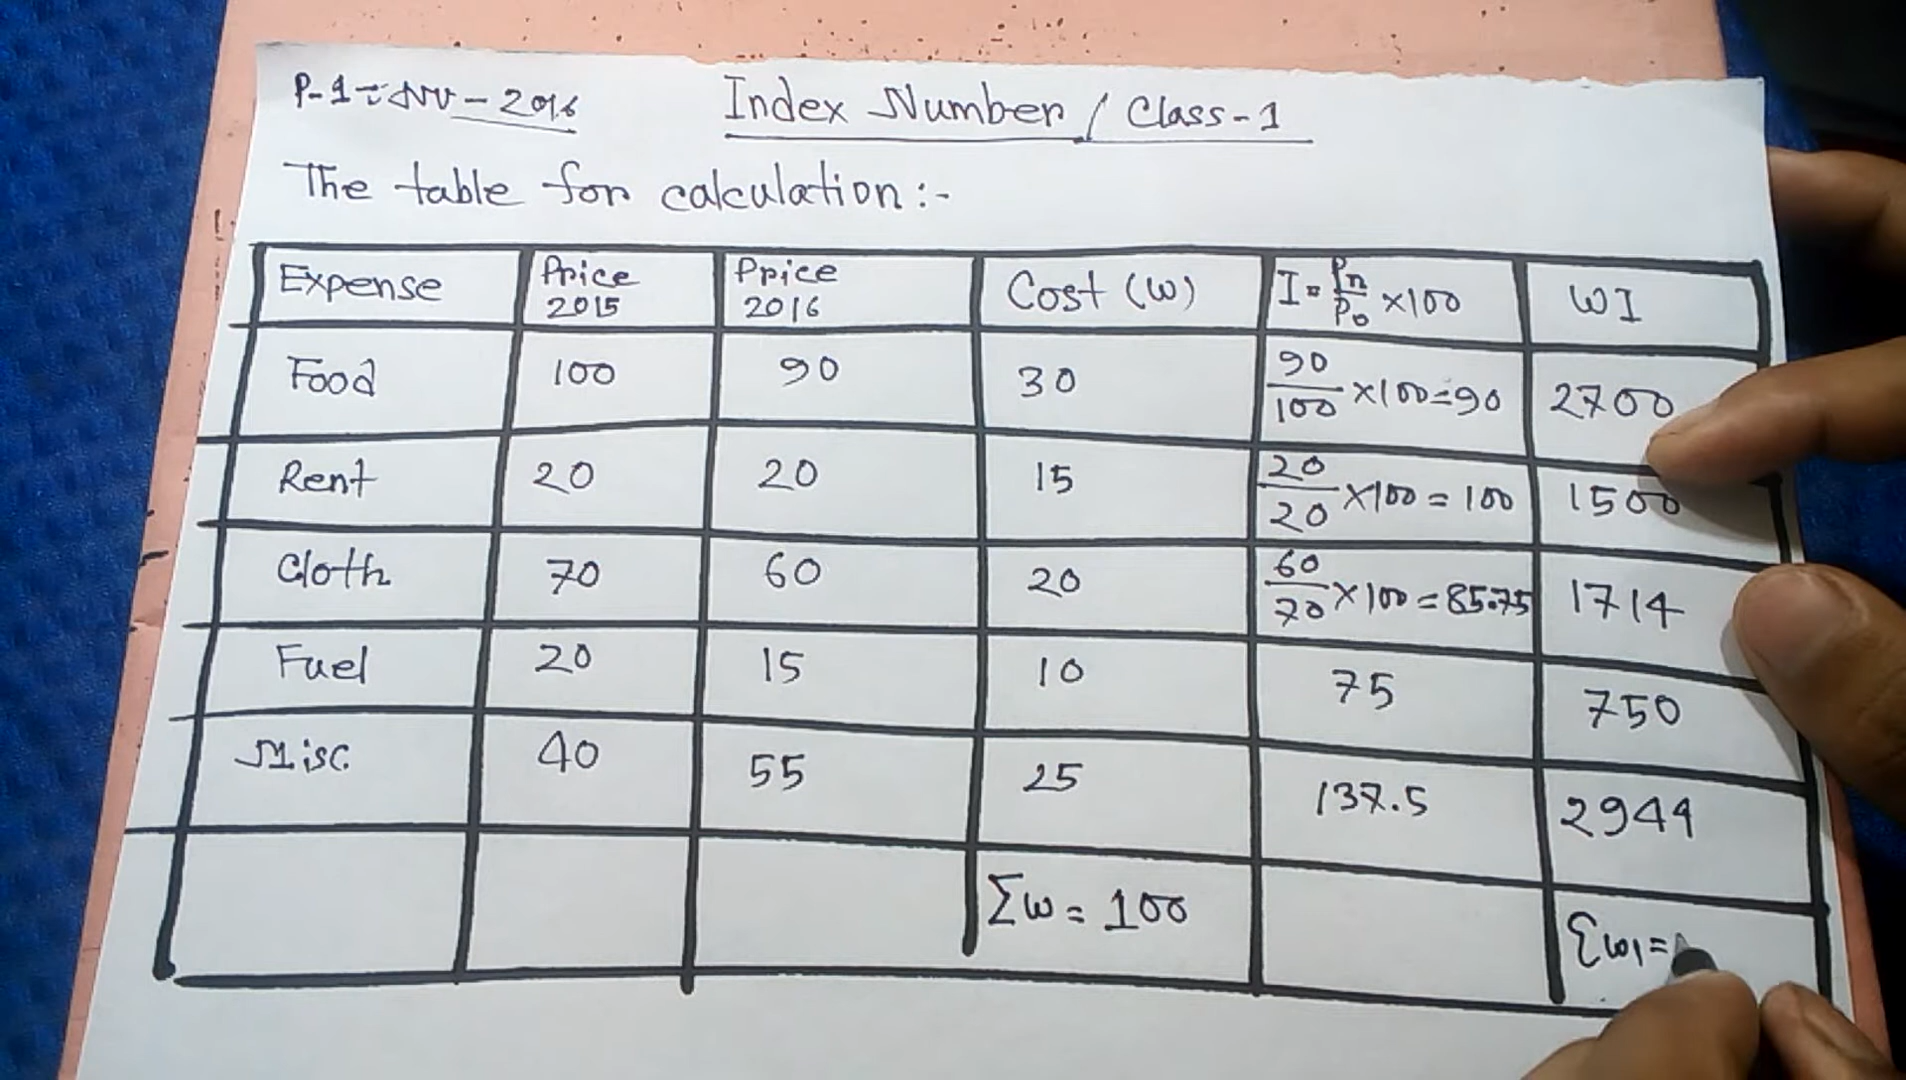 Index Number / Class-1
The table for calculation:-
Expense Price 2015 Price 2016 Cost (w) I = Pn/Po ×100 WI
Food 100 90 30 90/100 ×100=90 2700
Rent 20 20 15 20/20 ×100 = 100 1500
Cloth 70 60 20 60/70 ×100 = 85.75 1714
Fuel 20 15 10 75 750
Misc. 40 55 25 137.5 2944
Σw = 100 ΣwI =